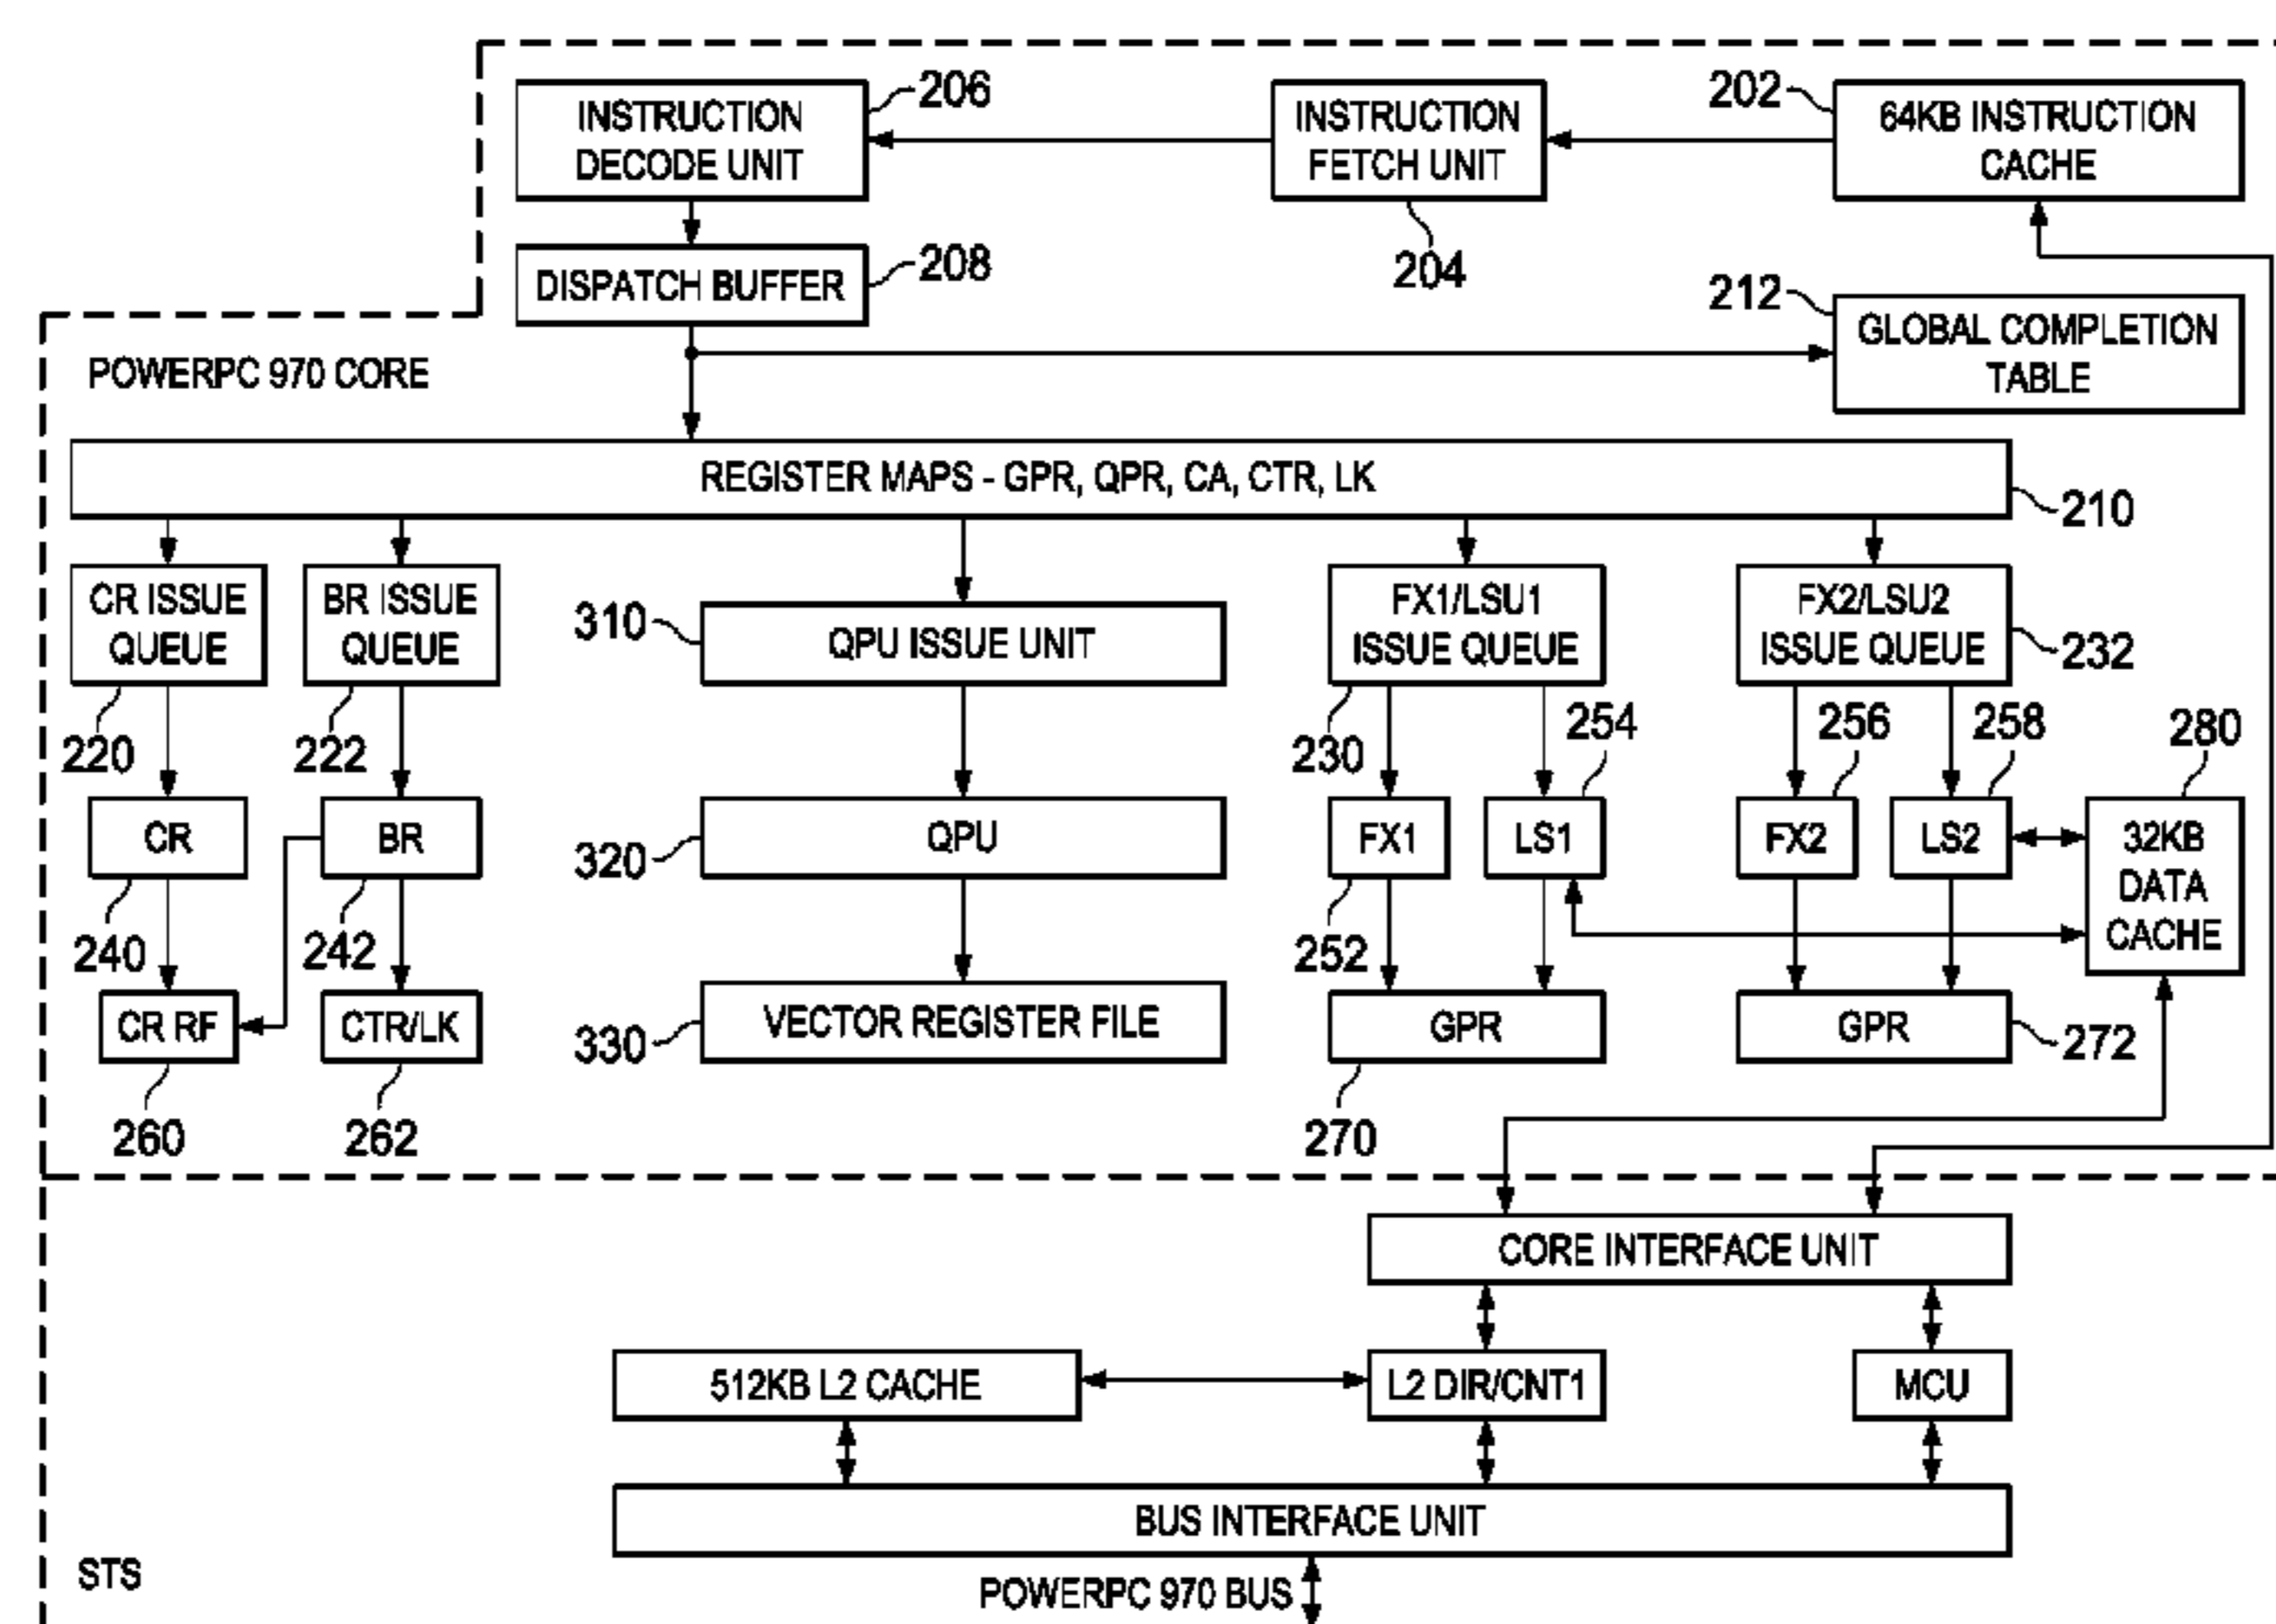 206
202
INSTRUCTION
DECODE UNIT
INSTRUCTION
FETCH UNIT
64KB INSTRUCTION
CACHE
204
208
DISPATCH BUFFER
212
GLOBAL COMPLETION
TABLE
POWERPC 970 CORE
REGISTER MAPS - GPR, QPR, CA, CTR, LK
210
CR ISSUE
QUEUE
BR ISSUE
QUEUE
310
QPU ISSUE UNIT
FX1/LSU1
ISSUE QUEUE
FX2/LSU2
ISSUE QUEUE
232
220
222
230
254
256
258
280
CR
BR
320
QPU
FX1
LS1
FX2
LS2
32KB
DATA
CACHE
240
242
252
CR RF
CTR/LK
330
VECTOR REGISTER FILE
GPR
GPR
272
260
262
270
CORE INTERFACE UNIT
512KB L2 CACHE
L2 DIR/CNT1
MCU
BUS INTERFACE UNIT
STS
POWERPC 970 BUS